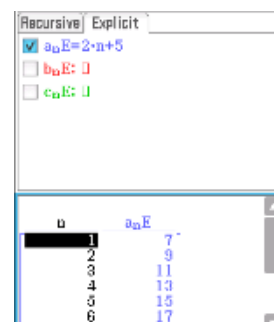 Recursive Explicit
aₙE=2·n+5
bₙE: □
cₙE: □
n aₙE
1 7
2 9
3 11
4 13
5 15
6 17